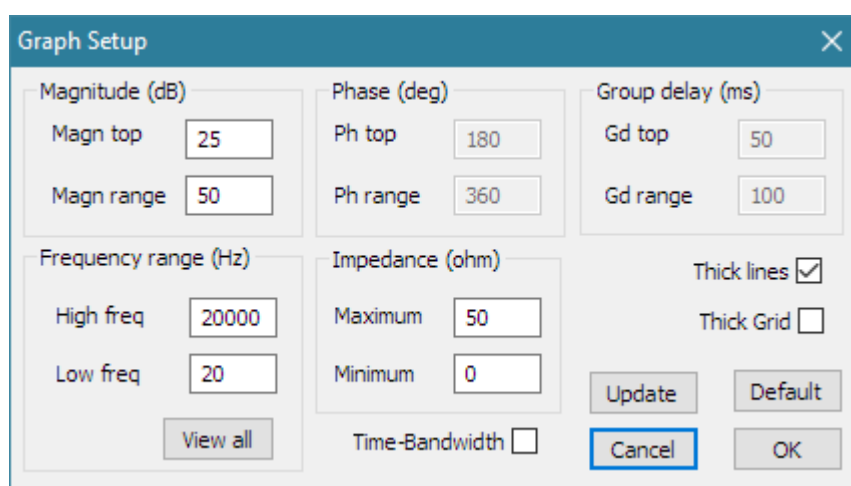 Graph Setup
Magnitude (dB)
Magn top 25
Magn range 50
Phase (deg)
Ph top 180
Ph range 360
Group delay (ms)
Gd top 50
Gd range 100
Frequency range (Hz)
High freq 20000
Low freq 20
View all
Impedance (ohm)
Maximum 50
Minimum 0
Time-Bandwidth
Thick lines
Thick Grid
Update
Default
Cancel
OK